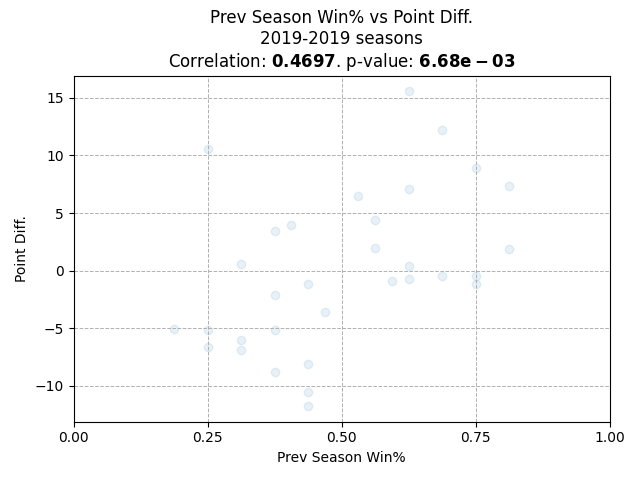 Prev Season Win% vs Point Diff.
2019-2019 seasons
Correlation: 0.4697. p-value: 6.68e − 03
15
10
5
0
−5
−10
Point Diff.
0.00 0.25 0.50 0.75 1.00
Prev Season Win%